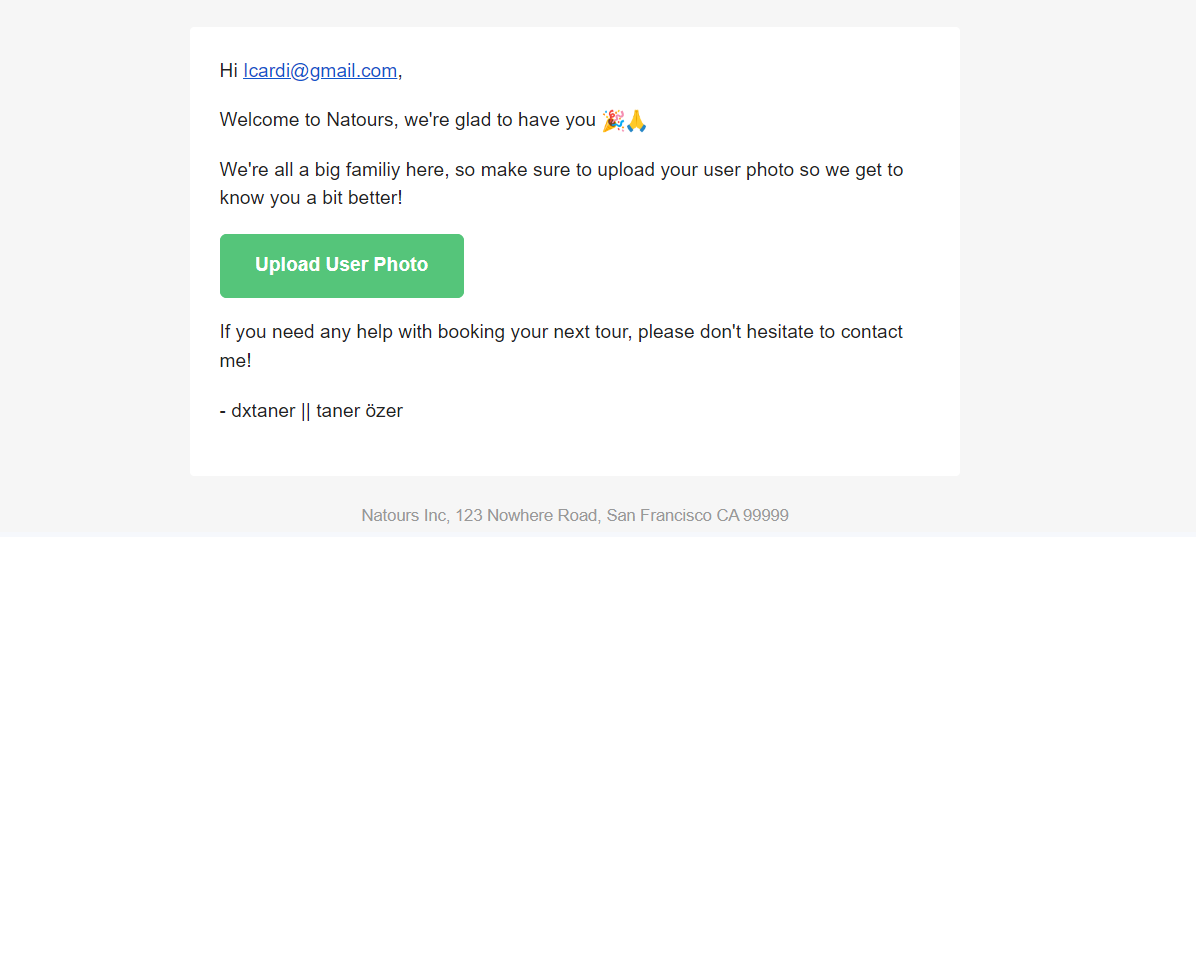 Hi Icardi@gmail.com,
Welcome to Natours, we're glad to have you 🎉🙏
We're all a big familiy here, so make sure to upload your user photo so we get to
know you a bit better!
Upload User Photo
If you need any help with booking your next tour, please don't hesitate to contact
me!
- dxtaner || taner özer
Natours Inc, 123 Nowhere Road, San Francisco CA 99999